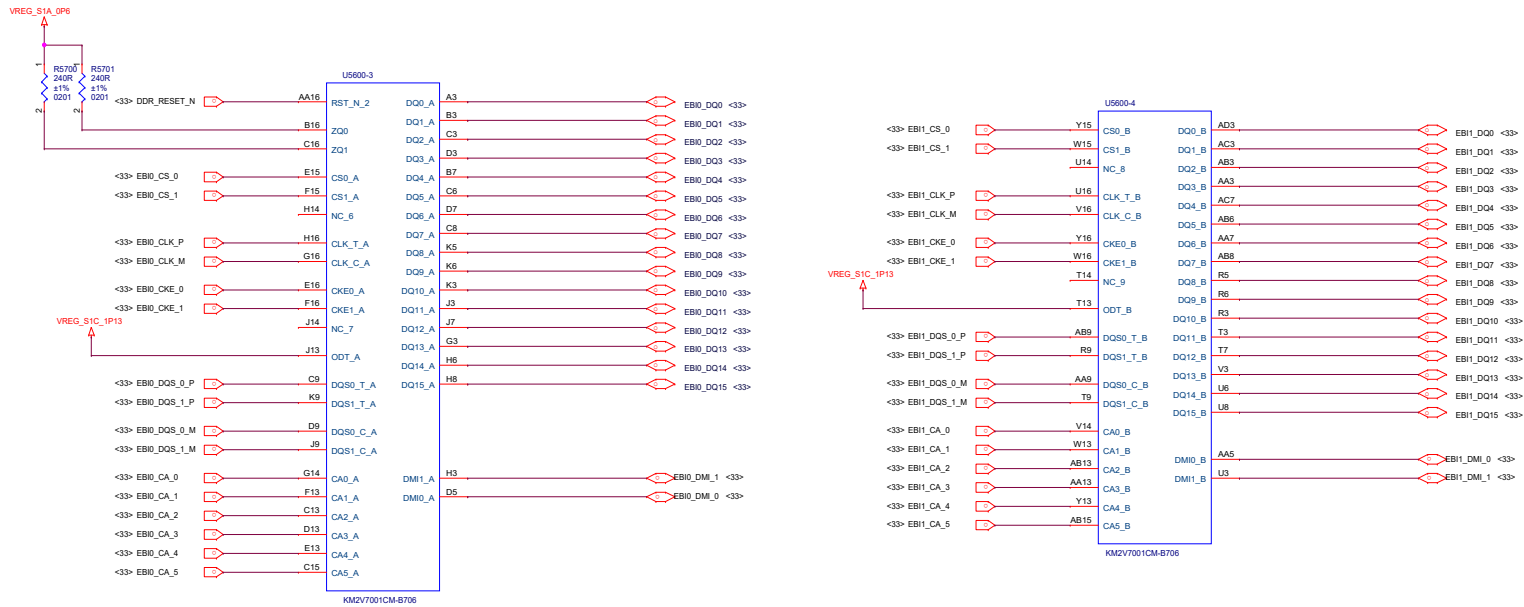 VREG_S1A_0P6
1
1
R5700
240R
±1%
0201
R5701
240R
±1%
0201
2
2
U5600-3
<33> DDR_RESET_N AA16 RST_N_2
B16 ZQ0
C16 ZQ1
<33> EBI0_CS_0 E15 CS0_A
<33> EBI0_CS_1 F15 CS1_A
H14 NC_6
<33> EBI0_CLK_P H16 CLK_T_A
<33> EBI0_CLK_M G16 CLK_C_A
<33> EBI0_CKE_0 E16 CKE0_A
<33> EBI0_CKE_1 F16 CKE1_A
J14 NC_7
VREG_S1C_1P13
J13 ODT_A
<33> EBI0_DQS_0_P C9 DQS0_T_A
<33> EBI0_DQS_1_P K9 DQS1_T_A
<33> EBI0_DQS_0_M D9 DQS0_C_A
<33> EBI0_DQS_1_M J9 DQS1_C_A
<33> EBI0_CA_0 G14 CA0_A
<33> EBI0_CA_1 F13 CA1_A
<33> EBI0_CA_2 C13 CA2_A
<33> EBI0_CA_3 D13 CA3_A
<33> EBI0_CA_4 E13 CA4_A
<33> EBI0_CA_5 C15 CA5_A
DQ0_A A3 EBI0_DQ0 <33>
DQ1_A B3 EBI0_DQ1 <33>
DQ2_A C3 EBI0_DQ2 <33>
DQ3_A D3 EBI0_DQ3 <33>
DQ4_A B7 EBI0_DQ4 <33>
DQ5_A C6 EBI0_DQ5 <33>
DQ6_A D7 EBI0_DQ6 <33>
DQ7_A C8 EBI0_DQ7 <33>
DQ8_A K5 EBI0_DQ8 <33>
DQ9_A K6 EBI0_DQ9 <33>
DQ10_A K3 EBI0_DQ10 <33>
DQ11_A J3 EBI0_DQ11 <33>
DQ12_A J7 EBI0_DQ12 <33>
DQ13_A G3 EBI0_DQ13 <33>
DQ14_A H6 EBI0_DQ14 <33>
DQ15_A H8 EBI0_DQ15 <33>
DMI1_A H3 EBI0_DMI_1 <33>
DMI0_A D5 EBI0_DMI_0 <33>
KM2V7001CM-B706
U5600-4
<33> EBI1_CS_0 Y15 CS0_B
<33> EBI1_CS_1 W15 CS1_B
U14 NC_8
<33> EBI1_CLK_P U16 CLK_T_B
<33> EBI1_CLK_M V16 CLK_C_B
<33> EBI1_CKE_0 Y16 CKE0_B
<33> EBI1_CKE_1 W16 CKE1_B
T14 NC_9
VREG_S1C_1P13
T13 ODT_B
<33> EBI1_DQS_0_P AB9 DQS0_T_B
<33> EBI1_DQS_1_P R9 DQS1_T_B
<33> EBI1_DQS_0_M AA9 DQS0_C_B
<33> EBI1_DQS_1_M T9 DQS1_C_B
<33> EBI1_CA_0 V14 CA0_B
<33> EBI1_CA_1 W13 CA1_B
<33> EBI1_CA_2 AB13 CA2_B
<33> EBI1_CA_3 AA13 CA3_B
<33> EBI1_CA_4 Y13 CA4_B
<33> EBI1_CA_5 AB15 CA5_B
DQ0_B AD3 EBI1_DQ0 <33>
DQ1_B AC3 EBI1_DQ1 <33>
DQ2_B AB3 EBI1_DQ2 <33>
DQ3_B AA3 EBI1_DQ3 <33>
DQ4_B AC7 EBI1_DQ4 <33>
DQ5_B AB6 EBI1_DQ5 <33>
DQ6_B AA7 EBI1_DQ6 <33>
DQ7_B AB8 EBI1_DQ7 <33>
DQ8_B R5 EBI1_DQ8 <33>
DQ9_B R6 EBI1_DQ9 <33>
DQ10_B R3 EBI1_DQ10 <33>
DQ11_B T3 EBI1_DQ11 <33>
DQ12_B T7 EBI1_DQ12 <33>
DQ13_B V3 EBI1_DQ13 <33>
DQ14_B U6 EBI1_DQ14 <33>
DQ15_B U8 EBI1_DQ15 <33>
DMI0_B AA5 EBI1_DMI_0 <33>
DMI1_B U3 EBI1_DMI_1 <33>
KM2V7001CM-B706